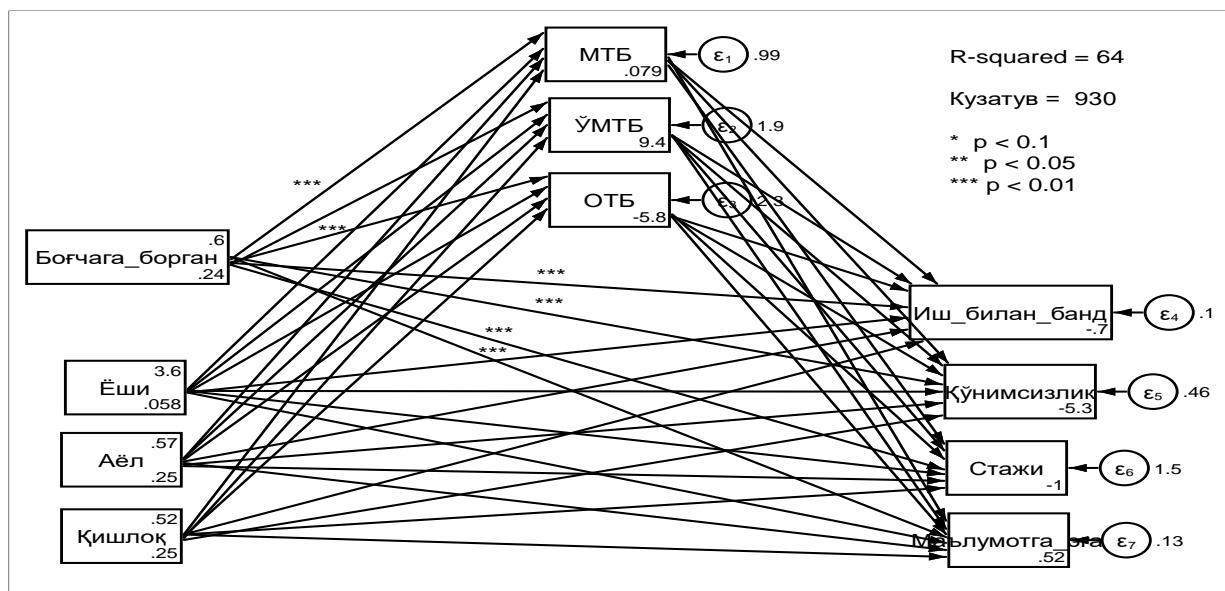 МТБ
.079
ε₁ .99
R-squared = 64
ЎМТБ
9.4
ε₂ 1.9
Кузатув = 930
* p < 0.1
** p < 0.05
*** p < 0.01
ОТБ
-5.8
ε₃ 2.3
***
***
.6
Боғчага_борган
.24
***
***
***
***
Иш_билан_банд
-.7
ε₄ .1
3.6
Ёши
.058
Қўнимсизлик
-5.3
ε₅ .46
.57
Аёл
.25
Стажи
-1
ε₆ 1.5
.52
Қишлоқ
.25
.52
ε₇ .13